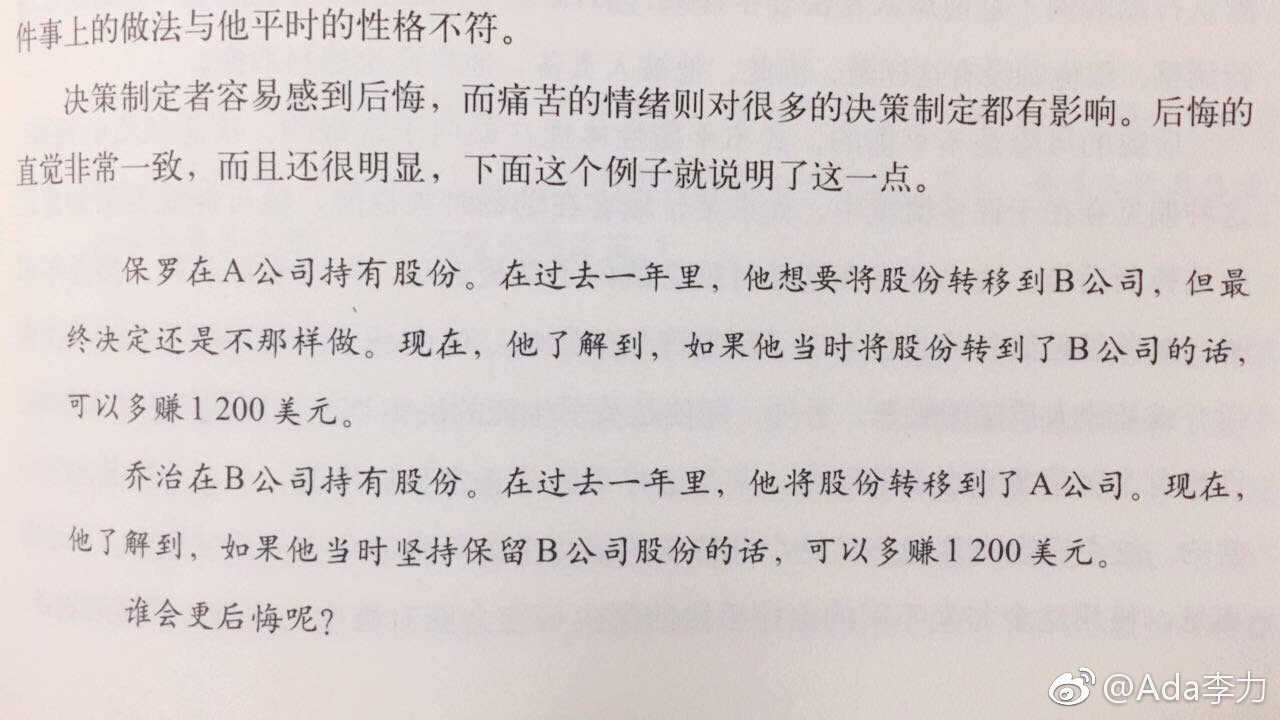 件事上的做法与他平时的性格不符。
决策制定者容易感到后悔，而痛苦的情绪则对很多的决策制定都有影响。后悔的
直觉非常一致，而且还很明显，下面这个例子就说明了这一点。
保罗在A公司持有股份。在过去一年里，他想要将股份转移到B公司，但最
终决定还是不那样做。现在，他了解到，如果他当时将股份转到了B公司的话，
可以多赚1 200美元。
乔治在B公司持有股份。在过去一年里，他将股份转移到了A公司。现在，
他了解到，如果他当时坚持保留B公司股份的话，可以多赚1 200美元。
谁会更后悔呢？
@Ada李力